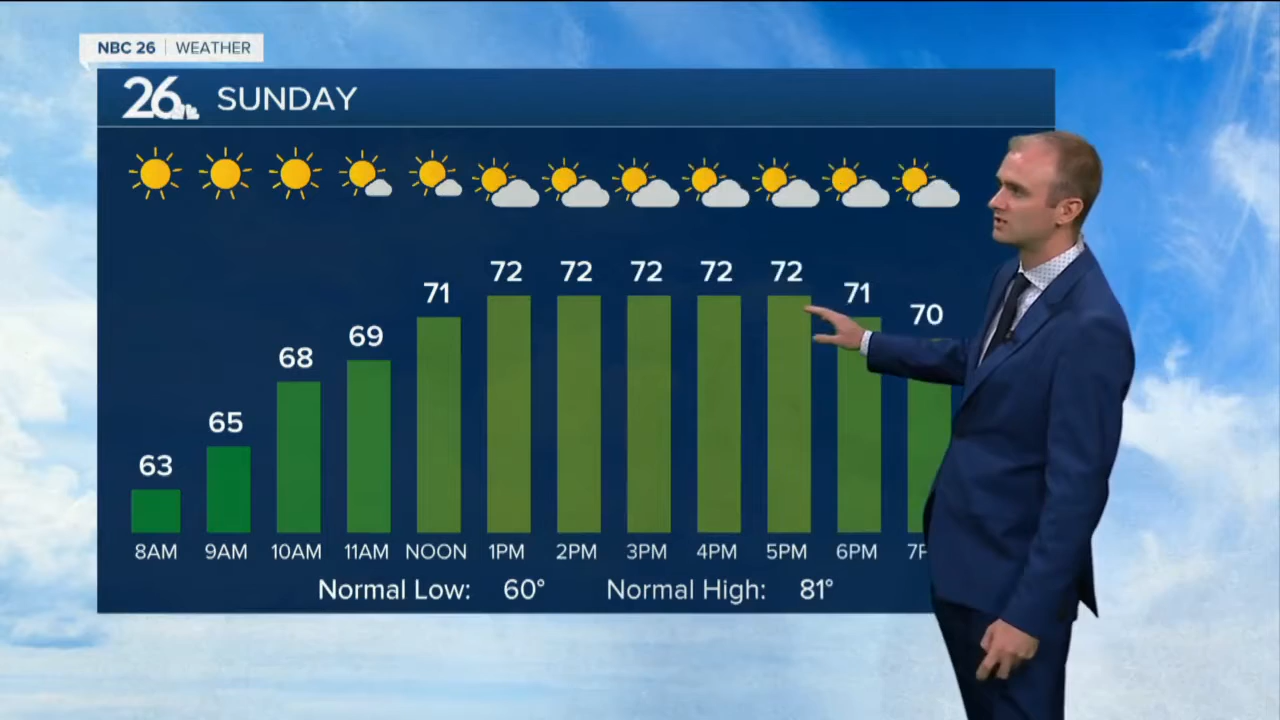 NBC 26 WEATHER
26 SUNDAY
72 72 72 72 72
71 71
70
69
68
65
63
8AM 9AM 10AM 11AM NOON 1PM 2PM 3PM 4PM 5PM 6PM
Normal Low: 60° Normal High: 81°